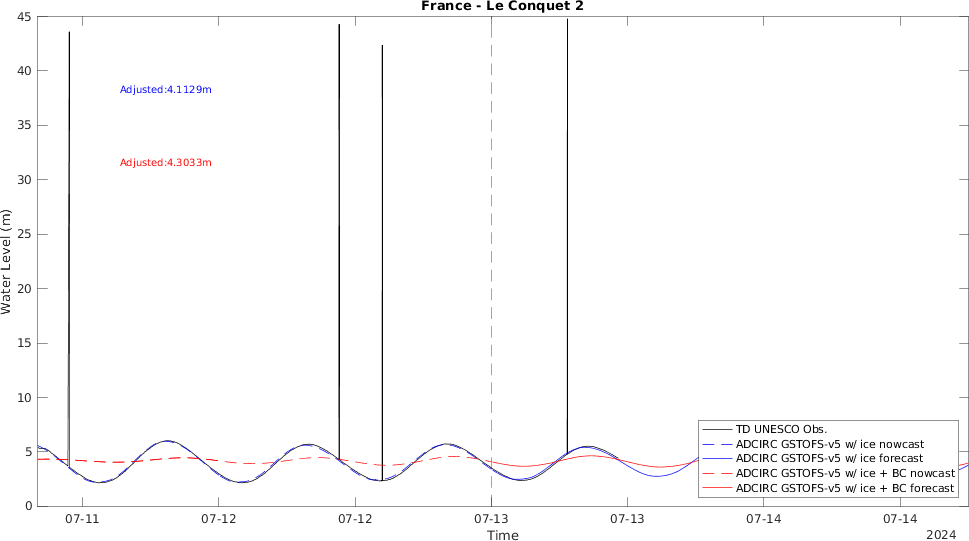 France - Le Conquet 2
45
40
35
30
25
20
15
10
5
0
Water Level (m)
Adjusted:4.1129m
Adjusted:4.3033m
TD UNESCO Obs.
ADCIRC GSTOFS-v5 w/ ice nowcast
ADCIRC GSTOFS-v5 w/ ice forecast
ADCIRC GSTOFS-v5 w/ ice + BC nowcast
ADCIRC GSTOFS-v5 w/ ice + BC forecast
07-11 07-12 07-12 07-13 07-13 07-14 07-14
Time
2024